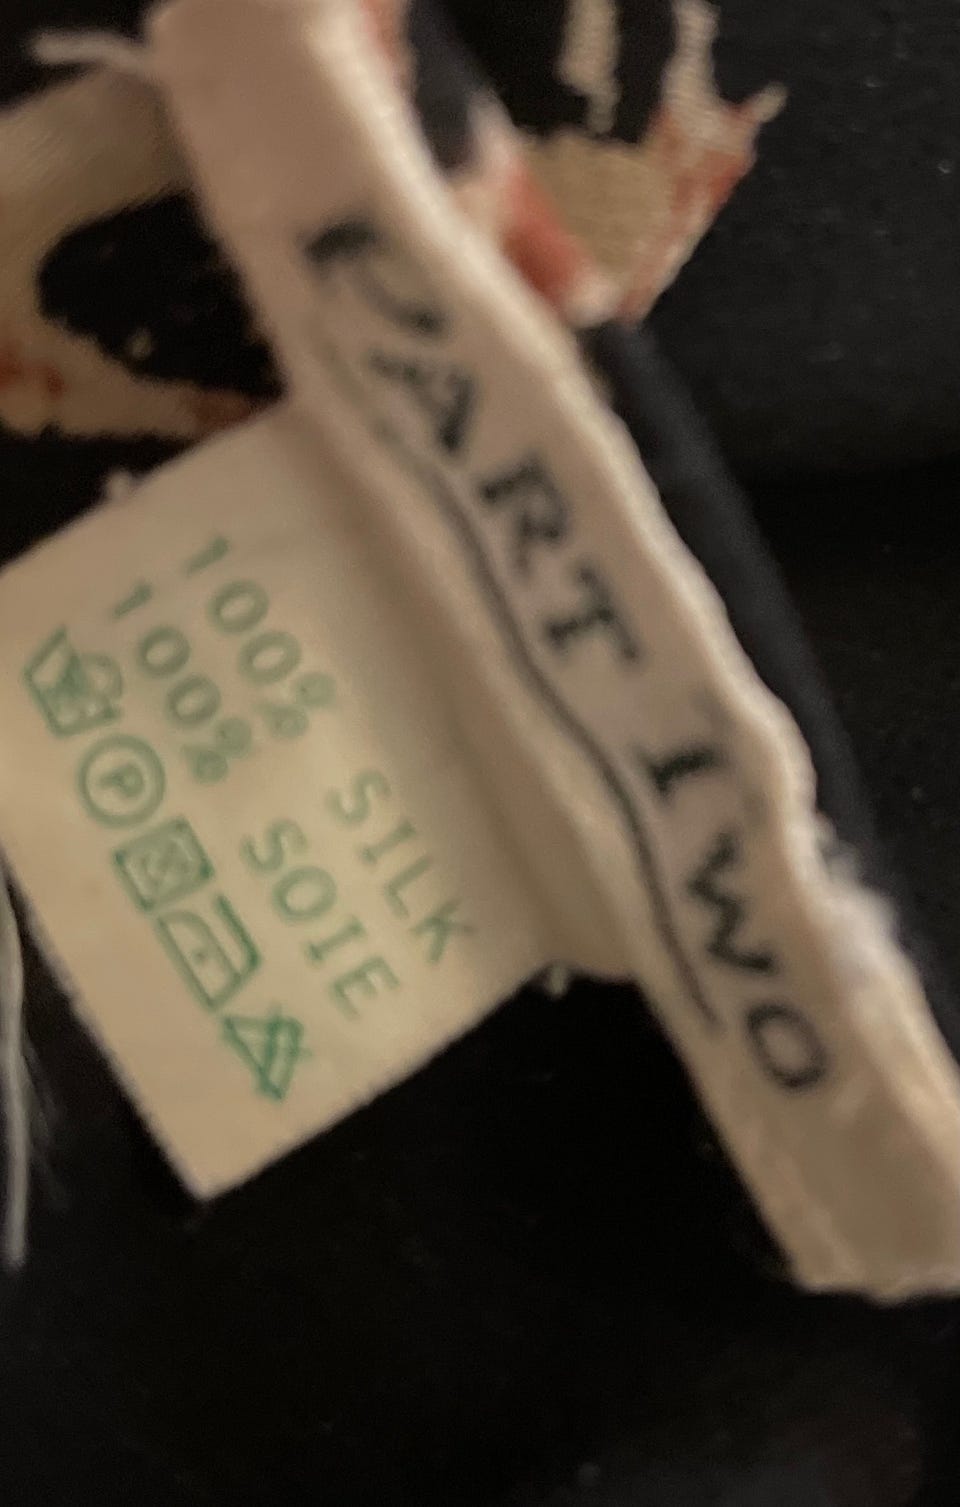 PART TWO
100% SILK
100% SOIE
P